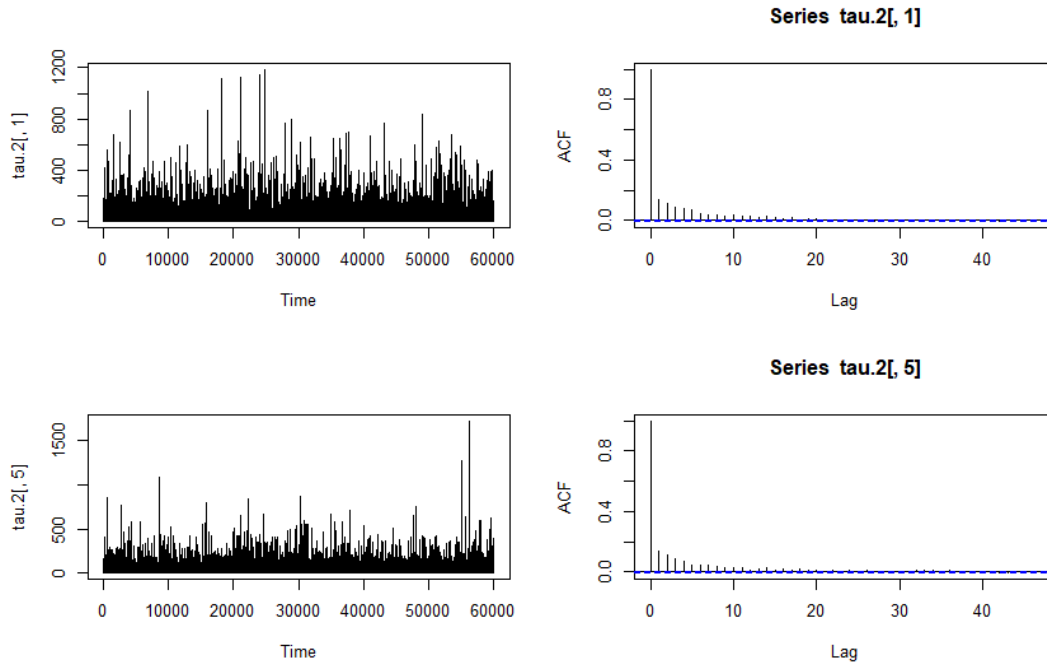 Series tau.2[, 1]
tau.2[, 1]
1200
800
400
0
0 10000 20000 30000 40000 50000 60000
Time
ACF
0.8
0.4
0.0
0 10 20 30 40
Lag
Series tau.2[, 5]
tau.2[, 5]
1500
500
0
0 10000 20000 30000 40000 50000 60000
Time
ACF
0.8
0.4
0.0
0 10 20 30 40
Lag